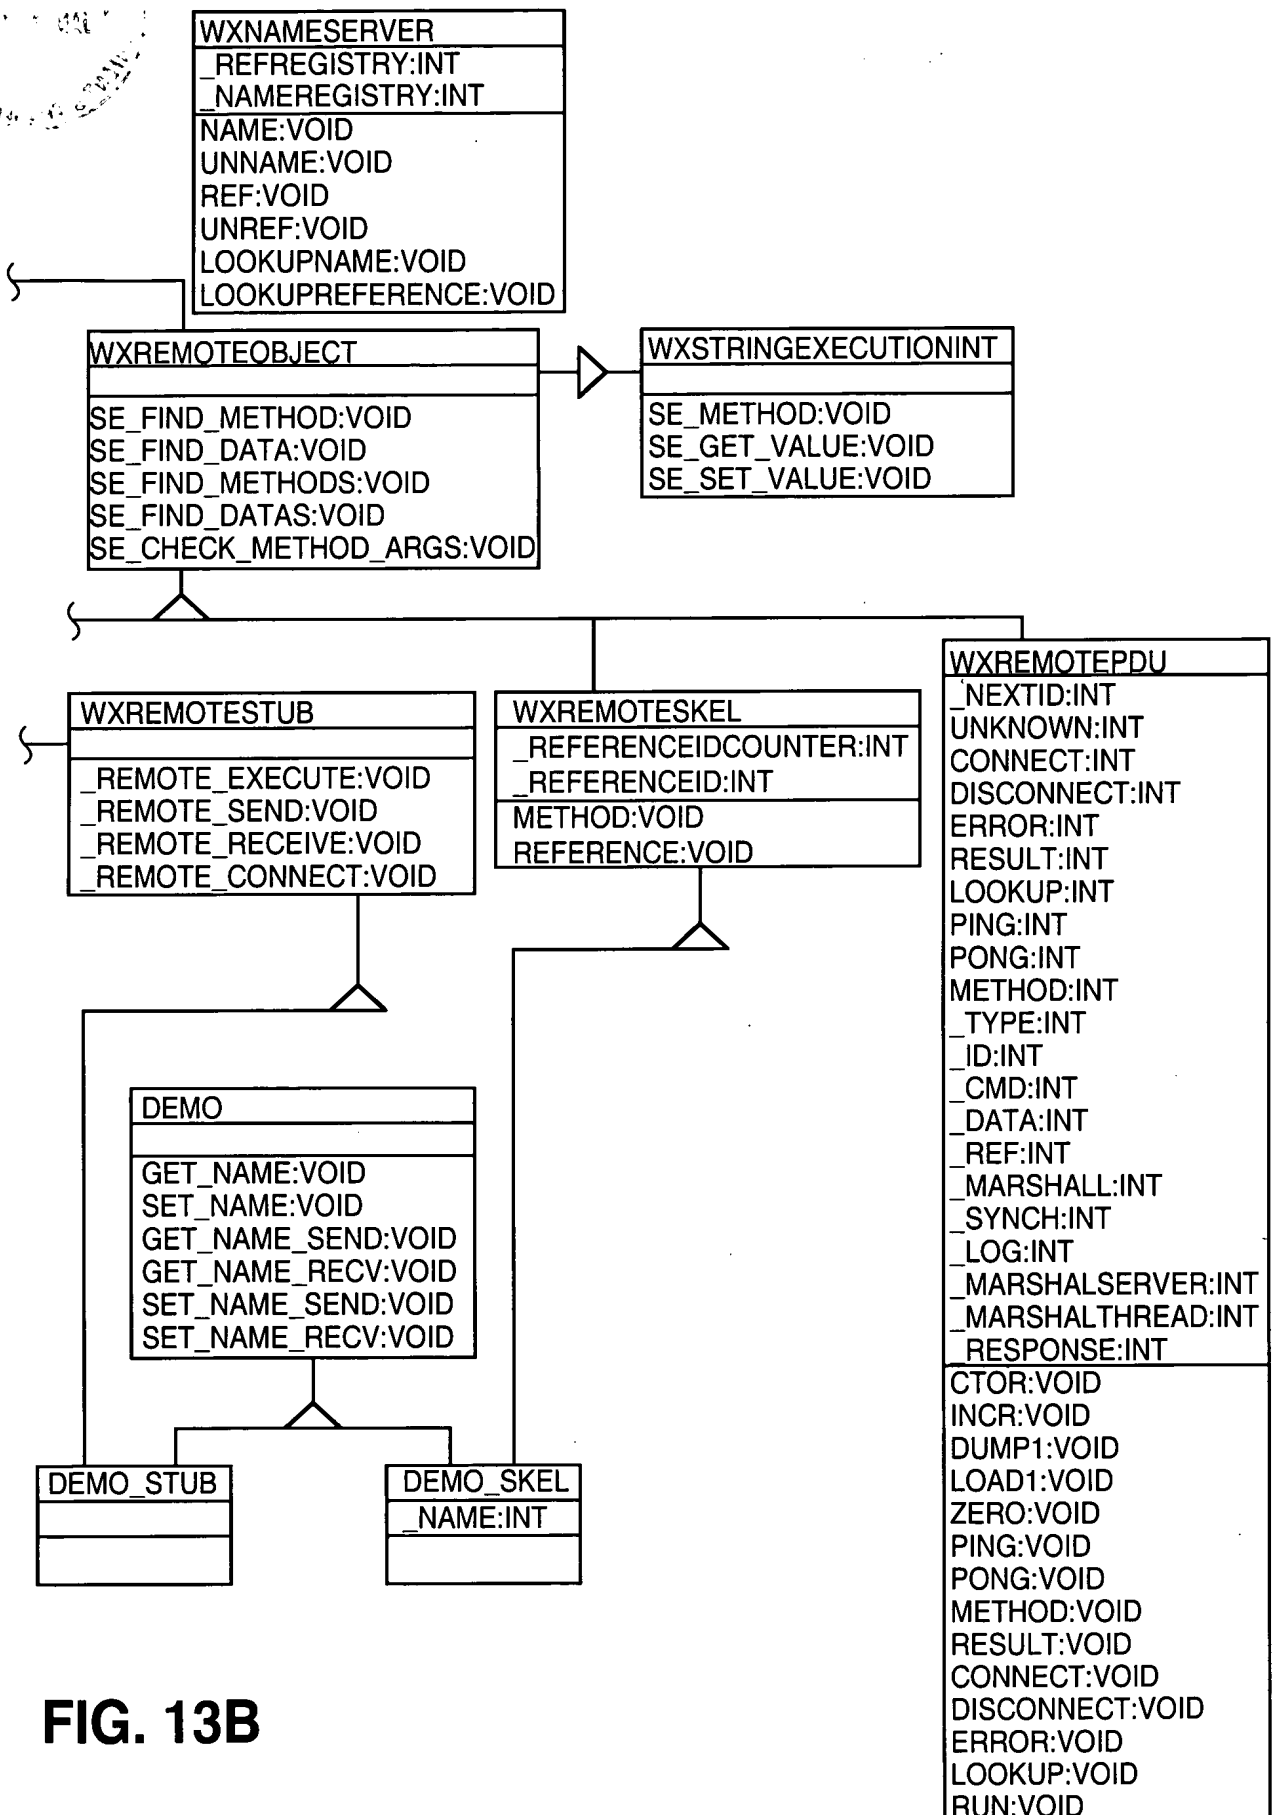 WXNAMESERVER
_REFREGISTRY:INT
_NAMEREGISTRY:INT
NAME:VOID
UNNAME:VOID
REF:VOID
UNREF:VOID
LOOKUPNAME:VOID
LOOKUPREFERENCE:VOID
WXREMOTEOBJECT
SE_FIND_METHOD:VOID
SE_FIND_DATA:VOID
SE_FIND_METHODS:VOID
SE_FIND_DATAS:VOID
SE_CHECK_METHOD_ARGS:VOID
WXSTRINGEXECUTIONINT
SE_METHOD:VOID
SE_GET_VALUE:VOID
SE_SET_VALUE:VOID
WXREMOTESTUB
_REMOTE_EXECUTE:VOID
_REMOTE_SEND:VOID
_REMOTE_RECEIVE:VOID
_REMOTE_CONNECT:VOID
WXREMOTESKEL
_REFERENCEIDCOUNTER:INT
_REFERENCEID:INT
METHOD:VOID
REFERENCE:VOID
WXREMOTEPDU
_NEXTID:INT
UNKNOWN:INT
CONNECT:INT
DISCONNECT:INT
ERROR:INT
RESULT:INT
LOOKUP:INT
PING:INT
PONG:INT
METHOD:INT
_TYPE:INT
_ID:INT
_CMD:INT
_DATA:INT
_REF:INT
_MARSHALL:INT
_SYNCH:INT
_LOG:INT
_MARSHALSERVER:INT
_MARSHALTHREAD:INT
_RESPONSE:INT
CTOR:VOID
INCR:VOID
DUMP1:VOID
LOAD1:VOID
ZERO:VOID
PING:VOID
PONG:VOID
METHOD:VOID
RESULT:VOID
CONNECT:VOID
DISCONNECT:VOID
ERROR:VOID
LOOKUP:VOID
RUN:VOID
DEMO
GET_NAME:VOID
SET_NAME:VOID
GET_NAME_SEND:VOID
GET_NAME_RECV:VOID
SET_NAME_SEND:VOID
SET_NAME_RECV:VOID
DEMO_STUB
DEMO_SKEL
_NAME:INT
FIG. 13B